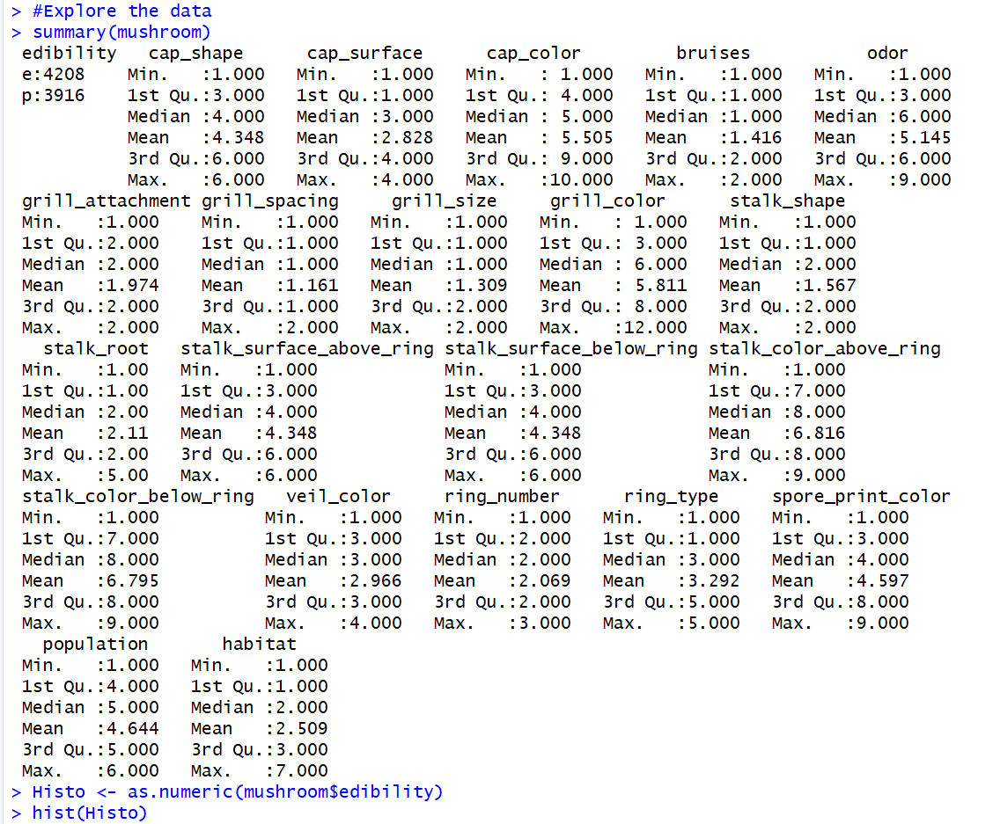 > #Explore the data
> summary(mushroom)
edibility   cap_shape      cap_surface      cap_color         bruises           odor
e:4208    Min.   :1.000   Min.   :1.000   Min.   : 1.000   Min.   :1.000   Min.   :1.000
p:3916    1st Qu.:3.000   1st Qu.:1.000   1st Qu.: 4.000   1st Qu.:1.000   1st Qu.:3.000
          Median :4.000   Median :3.000   Median : 5.000   Median :1.000   Median :6.000
          Mean   :4.348   Mean   :2.828   Mean   : 5.505   Mean   :1.416   Mean   :5.145
          3rd Qu.:6.000   3rd Qu.:4.000   3rd Qu.: 9.000   3rd Qu.:2.000   3rd Qu.:6.000
          Max.   :6.000   Max.   :4.000   Max.   :10.000   Max.   :2.000   Max.   :9.000
grill_attachment grill_spacing     grill_size     grill_color      stalk_shape
Min.   :1.000    Min.   :1.000   Min.   :1.000   Min.   : 1.000   Min.   :1.000
1st Qu.:2.000    1st Qu.:1.000   1st Qu.:1.000   1st Qu.: 3.000   1st Qu.:1.000
Median :2.000    Median :1.000   Median :1.000   Median : 6.000   Median :2.000
Mean   :1.974    Mean   :1.161   Mean   :1.309   Mean   : 5.811   Mean   :1.567
3rd Qu.:2.000    3rd Qu.:1.000   3rd Qu.:2.000   3rd Qu.: 8.000   3rd Qu.:2.000
Max.   :2.000    Max.   :2.000   Max.   :2.000   Max.   :12.000   Max.   :2.000
  stalk_root   stalk_surface_above_ring stalk_surface_below_ring stalk_color_above_ring
Min.   :1.00   Min.   :1.000            Min.   :1.000            Min.   :1.000
1st Qu.:1.00   1st Qu.:3.000            1st Qu.:3.000            1st Qu.:7.000
Median :2.00   Median :4.000            Median :4.000            Median :8.000
Mean   :2.11   Mean   :4.348            Mean   :4.348            Mean   :6.816
3rd Qu.:2.00   3rd Qu.:6.000            3rd Qu.:6.000            3rd Qu.:8.000
Max.   :5.00   Max.   :6.000            Max.   :6.000            Max.   :9.000
stalk_color_below_ring   veil_color     ring_number      ring_type     spore_print_color
Min.   :1.000          Min.   :1.000   Min.   :1.000   Min.   :1.000   Min.   :1.000
1st Qu.:7.000          1st Qu.:3.000   1st Qu.:2.000   1st Qu.:1.000   1st Qu.:3.000
Median :8.000          Median :3.000   Median :2.000   Median :3.000   Median :4.000
Mean   :6.795          Mean   :2.966   Mean   :2.069   Mean   :3.292   Mean   :4.597
3rd Qu.:8.000          3rd Qu.:3.000   3rd Qu.:2.000   3rd Qu.:5.000   3rd Qu.:8.000
Max.   :9.000          Max.   :4.000   Max.   :3.000   Max.   :5.000   Max.   :9.000
  population       habitat
Min.   :1.000   Min.   :1.000
1st Qu.:4.000   1st Qu.:1.000
Median :5.000   Median :2.000
Mean   :4.644   Mean   :2.509
3rd Qu.:5.000   3rd Qu.:3.000
Max.   :6.000   Max.   :7.000
> Histo <- as.numeric(mushroom$edibility)
> hist(Histo)